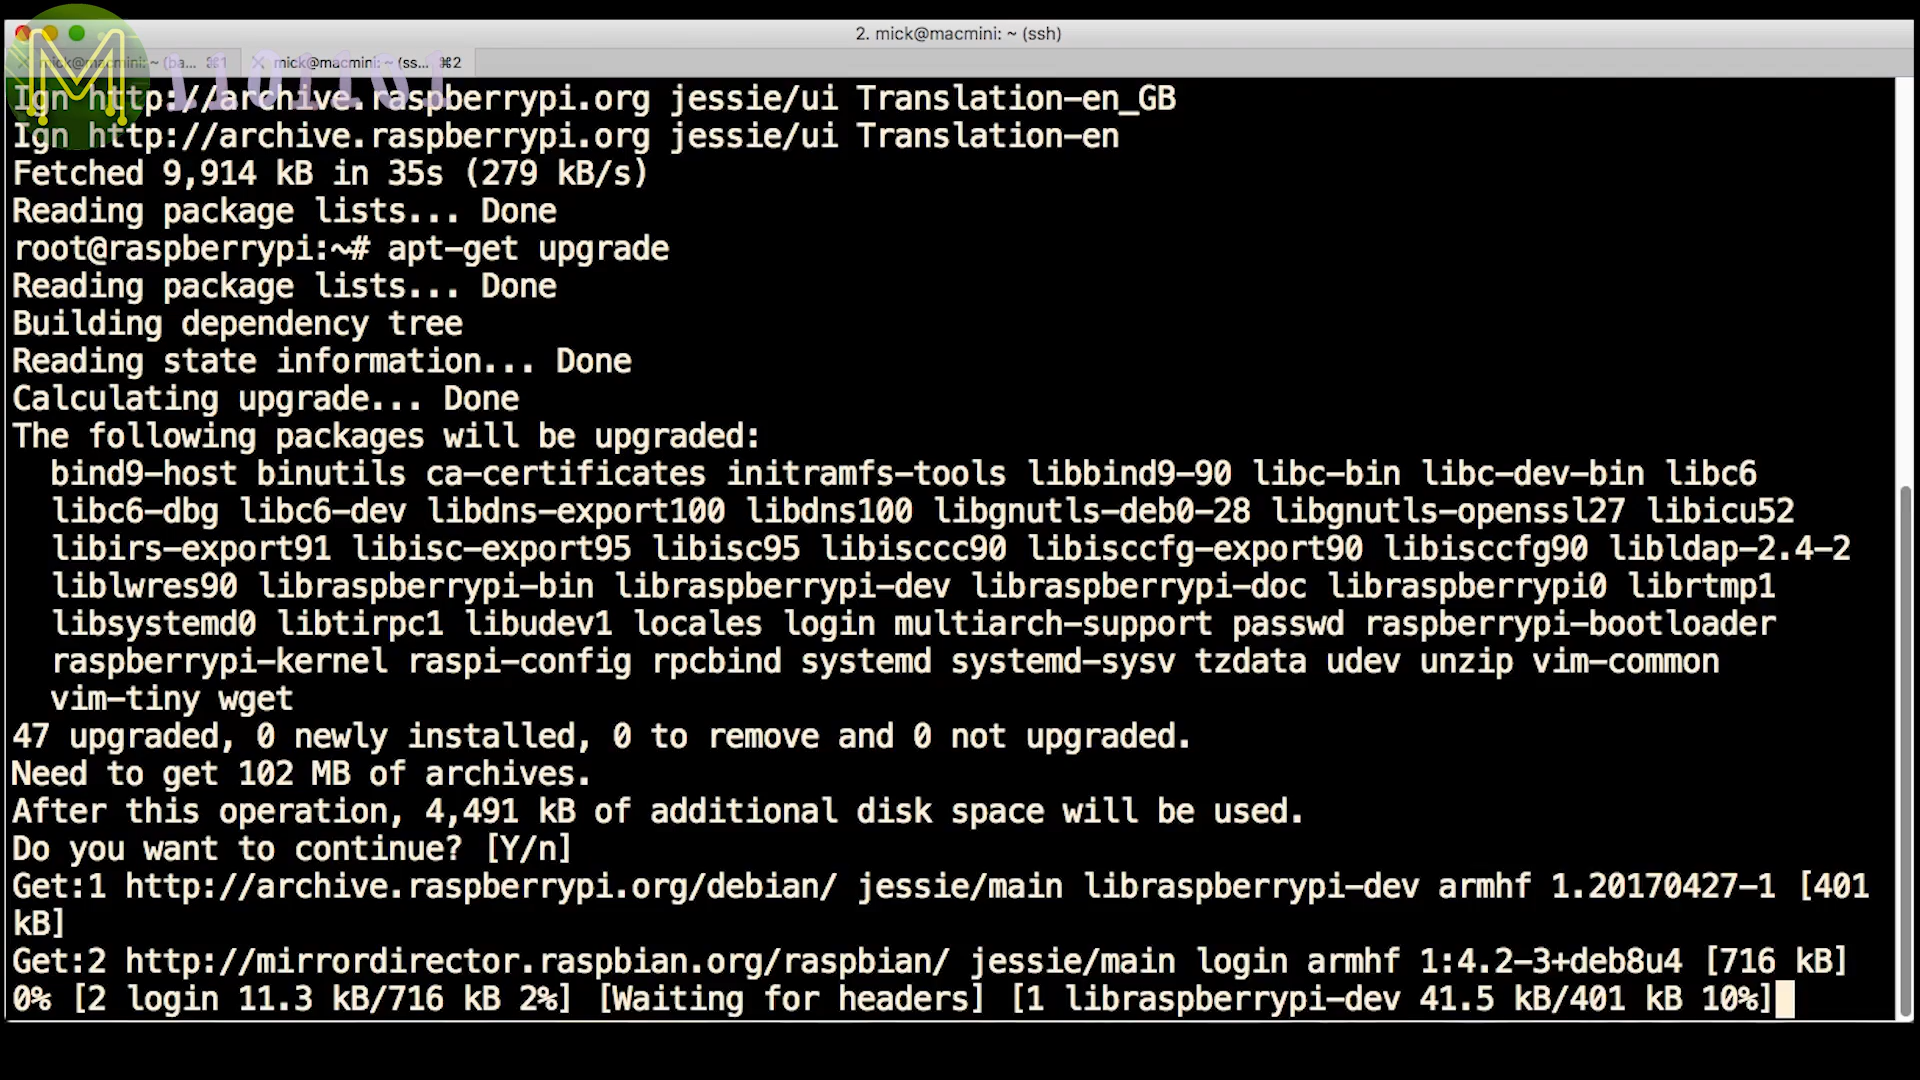 2. mick@macmini: ~ (ssh)
mick@macmini: ~ (ba... ⌘1
mick@macmini: ~ (ss... ⌘2
Ign http://archive.raspberrypi.org jessie/ui Translation-en_GB
Ign http://archive.raspberrypi.org jessie/ui Translation-en
Fetched 9,914 kB in 35s (279 kB/s)
Reading package lists... Done
root@raspberrypi:~# apt-get upgrade
Reading package lists... Done
Building dependency tree
Reading state information... Done
Calculating upgrade... Done
The following packages will be upgraded:
bind9-host binutils ca-certificates initramfs-tools libbind9-90 libc-bin libc-dev-bin libc6
libc6-dbg libc6-dev libdns-export100 libdns100 libgnutls-deb0-28 libgnutls-openssl27 libicu52
libirs-export91 libisc-export95 libisc95 libisccc90 libisccfg-export90 libisccfg90 libldap-2.4-2
liblwres90 libraspberrypi-bin libraspberrypi-dev libraspberrypi-doc libraspberrypi0 librtmp1
libsystemd0 libtirpc1 libudev1 locales login multiarch-support passwd raspberrypi-bootloader
raspberrypi-kernel raspi-config rpcbind systemd systemd-sysv tzdata udev unzip vim-common
vim-tiny wget
47 upgraded, 0 newly installed, 0 to remove and 0 not upgraded.
Need to get 102 MB of archives.
After this operation, 4,491 kB of additional disk space will be used.
Do you want to continue? [Y/n]
Get:1 http://archive.raspberrypi.org/debian/ jessie/main libraspberrypi-dev armhf 1.20170427-1 [401
kB]
Get:2 http://mirrordirector.raspbian.org/raspbian/ jessie/main login armhf 1:4.2-3+deb8u4 [716 kB]
0% [2 login 11.3 kB/716 kB 2%] [Waiting for headers] [1 libraspberrypi-dev 41.5 kB/401 kB 10%]